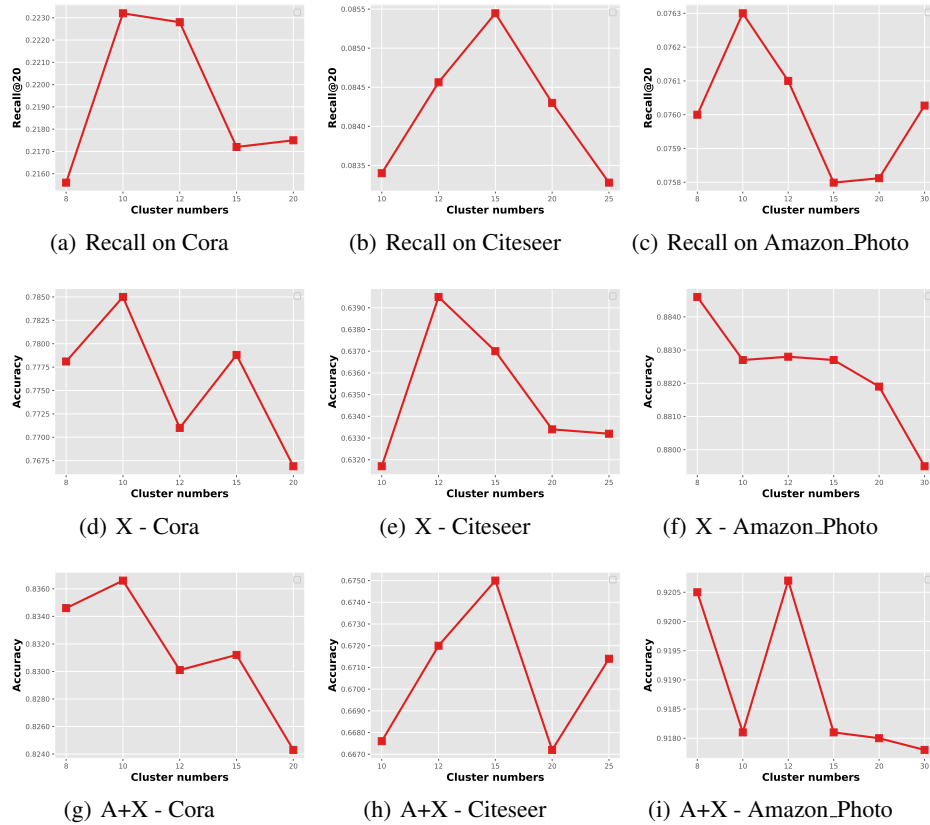 0.2230
0.2220
0.2210
0.2200
0.2190
0.2180
0.2170
0.2160
Recall@20
8 10 12 15 20
Cluster numbers
(a) Recall on Cora
0.0855
0.0845
0.0835
Recall@20
10 12 15 20 25
Cluster numbers
(b) Recall on Citeseer
0.0763
0.0762
0.0761
0.0760
0.0759
0.0758
Recall@20
8 10 12 15 20 30
Cluster numbers
(c) Recall on Amazon_Photo
0.7850
0.7825
0.7800
0.7775
0.7750
0.7725
0.7700
0.7675
Accuracy
8 10 12 15 20
Cluster numbers
(d) X - Cora
0.6390
0.6380
0.6370
0.6360
0.6350
0.6340
0.6330
0.6320
Accuracy
10 12 15 20 25
Cluster numbers
(e) X - Citeseer
0.8840
0.8830
0.8820
0.8810
0.8800
Accuracy
8 10 12 15 20 30
Cluster numbers
(f) X - Amazon_Photo
0.8360
0.8340
0.8320
0.8300
0.8280
0.8260
0.8240
Accuracy
8 10 12 15 20
Cluster numbers
(g) A+X - Cora
0.6750
0.6740
0.6730
0.6720
0.6710
0.6700
0.6690
0.6680
0.6670
Accuracy
10 12 15 20 25
Cluster numbers
(h) A+X - Citeseer
0.9205
0.9200
0.9195
0.9190
0.9185
0.9180
Accuracy
8 10 12 15 20 30
Cluster numbers
(i) A+X - Amazon_Photo